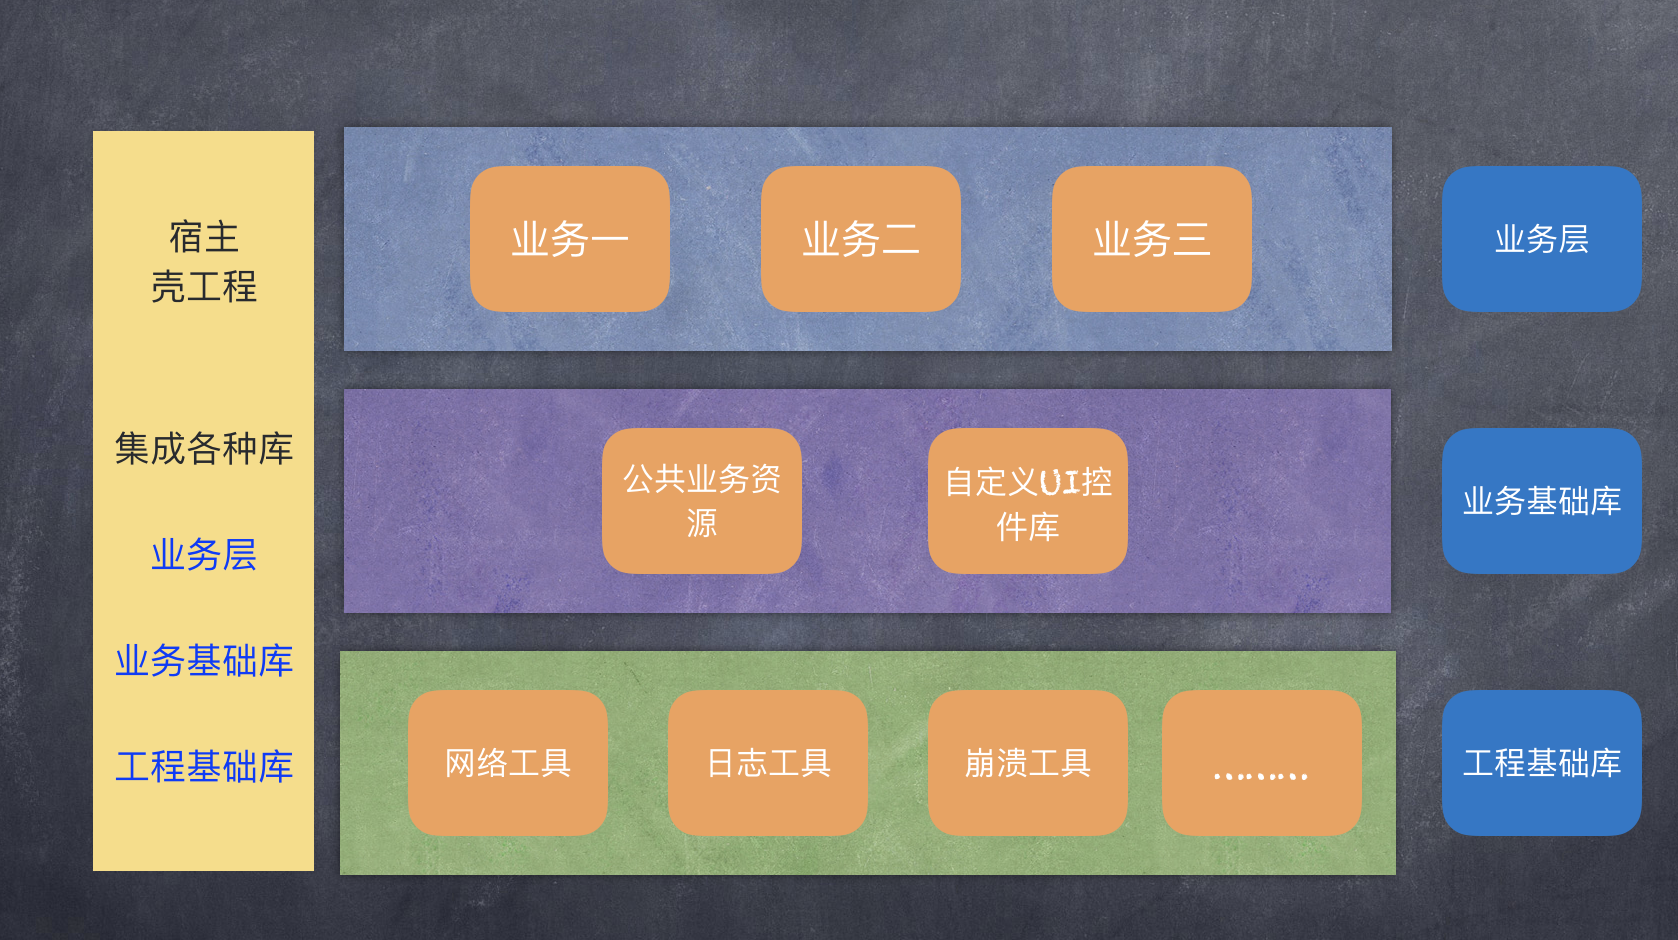 宿主
壳工程
集成各种库
业务层
业务基础库
工程基础库
业务一
业务二
业务三
业务层
公共业务资
源
自定义UI控
件库
业务基础库
网络工具
日志工具
崩溃工具
………
工程基础库